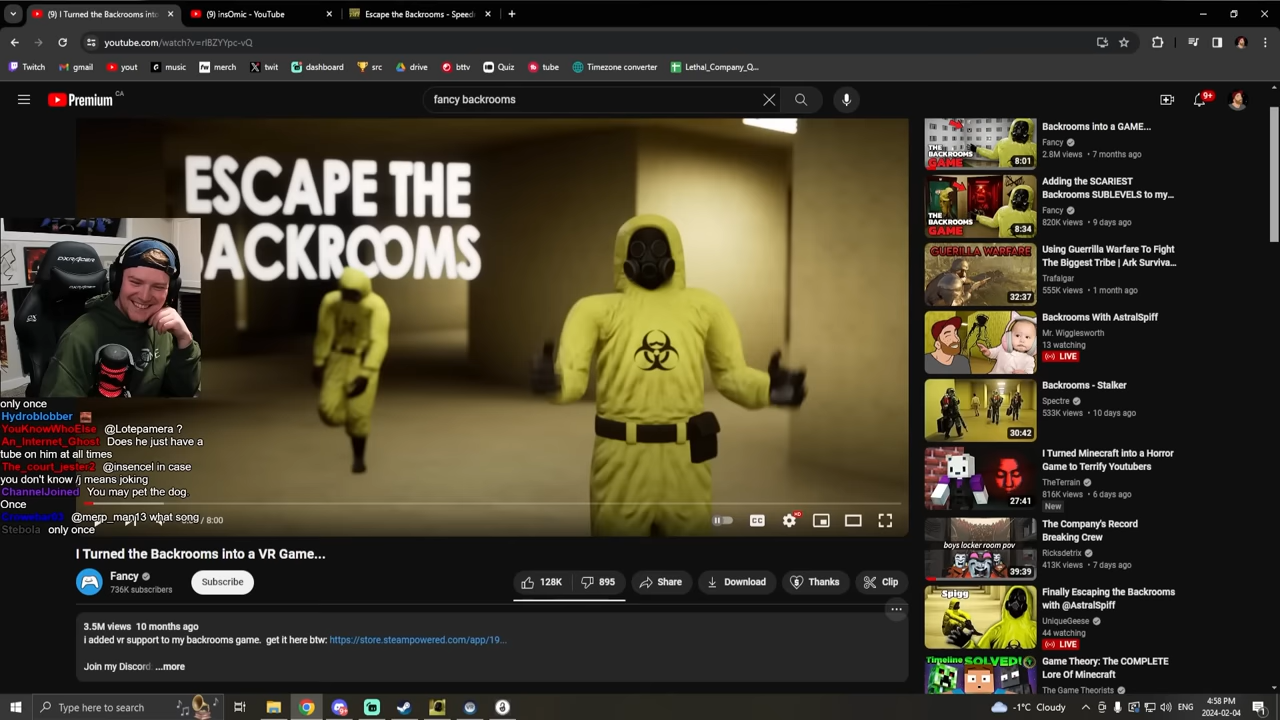 (9) I Turned the Backrooms into
(9) insOmic - YouTube
Escape the Backrooms - Speed
youtube.com/watch?v=rIBZYYpc-vQ
Twitch
gmail
yout
music
merch
twit
dashboard
src
drive
bttv
Quiz
tube
Timezone converter
Lethal_Company_Q...
Premium
CA
fancy backrooms
9+
ESCAPE THE
BACKROOMS
only once
Hydroblobber
YouKnowWhoElse @Lotepamera ?
An_Internet_Ghost Does he just have a
tube on him at all times
The_court_jester2 @insencel in case
you don't know /j means joking
ChannelJoined You may pet the dog.
Once
@merp_man13 what song
Stebola only once
/ 8:00
CC
HD
I Turned the Backrooms into a VR Game...
Fancy
736K subscribers
Subscribe
128K
895
Share
Download
Thanks
Clip
3.5M views 10 months ago
i added vr support to my backrooms game. get it here btw: https://store.steampowered.com/app/19...
Join my Discord: ...more
THE
BACKROOMS
GAME
8:01
Backrooms into a GAME...
Fancy
2.8M views • 7 months ago
THE
BACKROOMS
GAME
8:34
Adding the SCARIEST
Backrooms SUBLEVELS to my...
Fancy
820K views • 9 days ago
GUERILLA WARFARE
32:37
Using Guerrilla Warfare To Fight
The Biggest Tribe | Ark Surviva...
Trafalgar
555K views • 1 month ago
Backrooms With AstralSpiff
Mr. Wigglesworth
13 watching
LIVE
30:42
Backrooms - Stalker
Spectre
533K views • 10 days ago
27:41
I Turned Minecraft into a Horror
Game to Terrify Youtubers
TheTerrain
816K views • 6 days ago
New
boys locker room pov
39:39
The Company's Record
Breaking Crew
Ricksdetrix
413K views • 7 days ago
Spigg
Finally Escaping the Backrooms
with @AstralSpiff
UniqueGeese
44 watching
LIVE
Timeline SOLVED!
Game Theory: The COMPLETE
Lore Of Minecraft
The Game Theorists
Type here to search
-1°C Cloudy
ENG
4:58 PM
2024-02-04